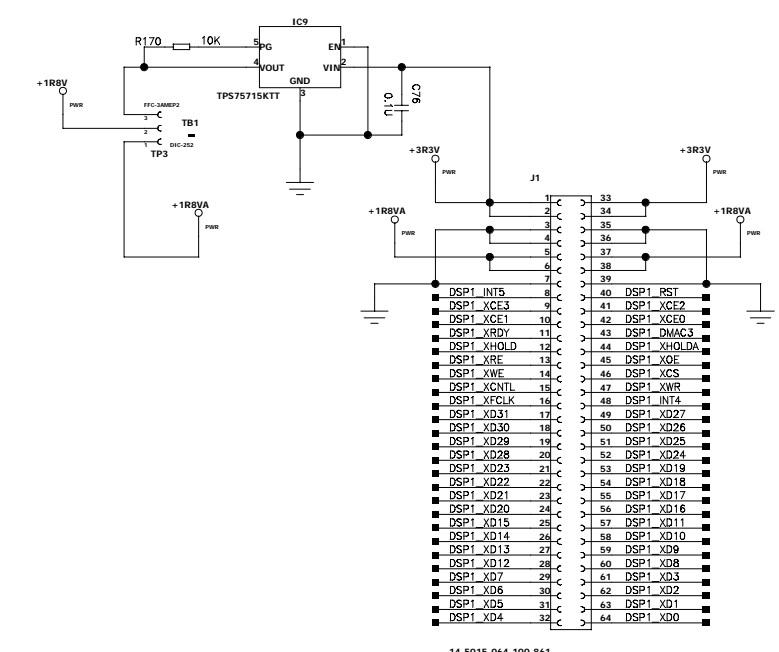 IC9
R170 10K
5 PG EN 1
4 VOUT VIN 2
GND
3
TPS75715KTT
C76
0.1U
+1R8V
PWR
FFC-3AMEP2
3
2
1
TB1
DIC-252
TP3
+1R8VA
PWR
+3R3V
PWR
+1R8VA
PWR
J1
+3R3V
PWR
+1R8VA
PWR
1 33
2 34
3 35
4 36
5 37
6 38
7 39
DSP1_INT5 8 40 DSP1_RST
DSP1_XCE3 9 41 DSP1_XCE2
DSP1_XCE1 10 42 DSP1_XCE0
DSP1_XRDY 11 43 DSP1_DMAC3
DSP1_XHOLD 12 44 DSP1_XHOLDA
DSP1_XRE 13 45 DSP1_XOE
DSP1_XWE 14 46 DSP1_XCS
DSP1_XCNTL 15 47 DSP1_XWR
DSP1_XFCLK 16 48 DSP1_INT4
DSP1_XD31 17 49 DSP1_XD27
DSP1_XD30 18 50 DSP1_XD26
DSP1_XD29 19 51 DSP1_XD25
DSP1_XD28 20 52 DSP1_XD24
DSP1_XD23 21 53 DSP1_XD19
DSP1_XD22 22 54 DSP1_XD18
DSP1_XD21 23 55 DSP1_XD17
DSP1_XD20 24 56 DSP1_XD16
DSP1_XD15 25 57 DSP1_XD11
DSP1_XD14 26 58 DSP1_XD10
DSP1_XD13 27 59 DSP1_XD9
DSP1_XD12 28 60 DSP1_XD8
DSP1_XD7 29 61 DSP1_XD3
DSP1_XD6 30 62 DSP1_XD2
DSP1_XD5 31 63 DSP1_XD1
DSP1_XD4 32 64 DSP1_XD0